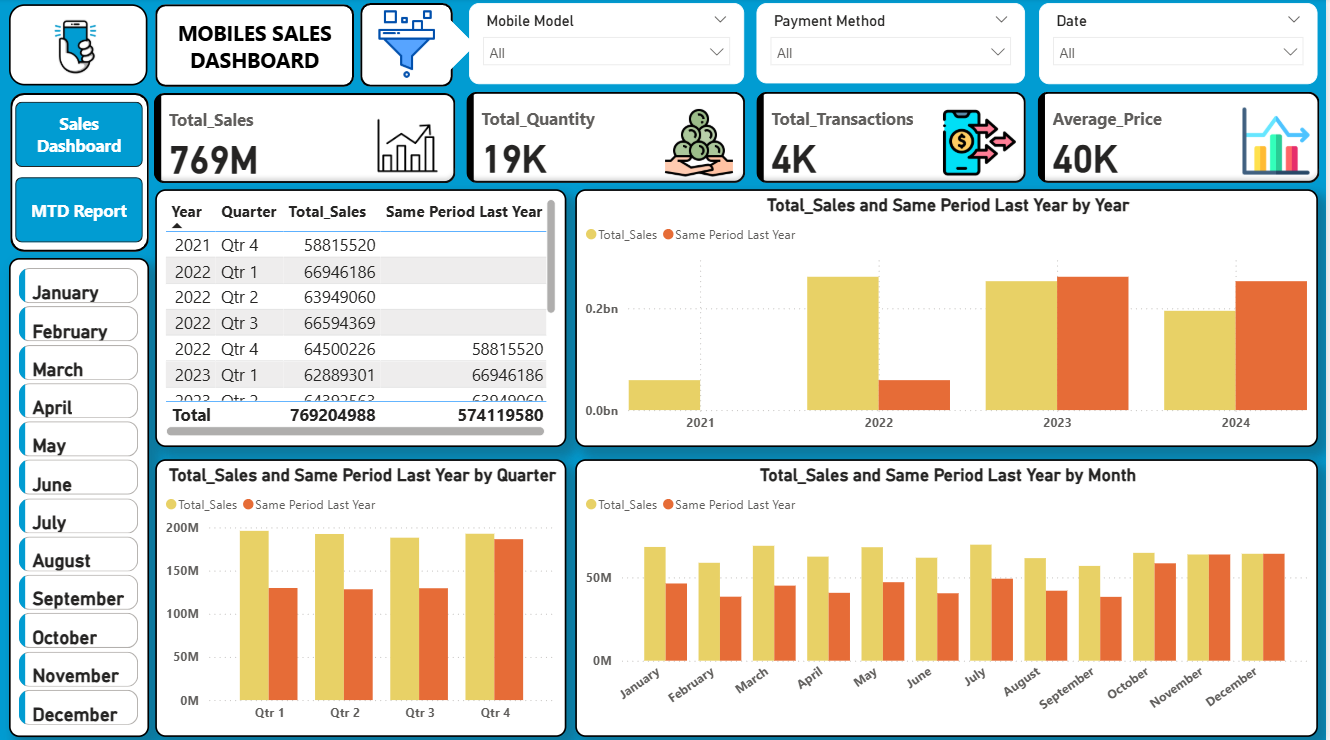 MOBILES SALES
DASHBOARD
Mobile Model
All
Payment Method
All
Date
All
Sales
Dashboard
MTD Report
Total_Sales
769M
Total_Quantity
19K
Total_Transactions
4K
Average_Price
40K
January
February
March
April
May
June
July
August
September
October
November
December
Year Quarter Total_Sales Same Period Last Year
2021 Qtr 4 58815520
2022 Qtr 1 66946186
2022 Qtr 2 63949060
2022 Qtr 3 66594369
2022 Qtr 4 64500226 58815520
2023 Qtr 1 62889301 66946186
2023 Qtr 2 64392563 63949060
Total 769204988 574119580
Total_Sales and Same Period Last Year by Year
Total_Sales Same Period Last Year
0.2bn
0.0bn
2021 2022 2023 2024
Total_Sales and Same Period Last Year by Quarter
Total_Sales Same Period Last Year
200M
150M
100M
50M
0M
Qtr 1 Qtr 2 Qtr 3 Qtr 4
Total_Sales and Same Period Last Year by Month
Total_Sales Same Period Last Year
50M
0M
January February March April May June July August September October November December